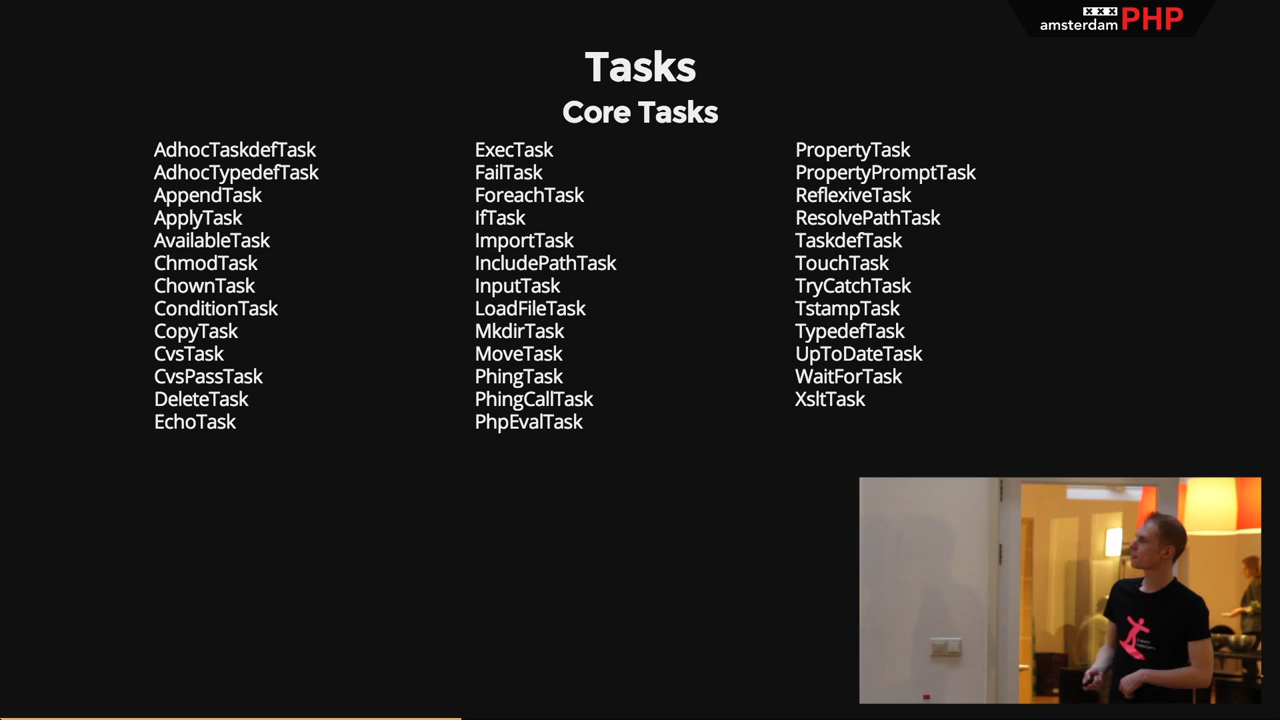 amsterdam PHP
Tasks
Core Tasks
AdhocTaskdefTask
AdhocTypedefTask
AppendTask
ApplyTask
AvailableTask
ChmodTask
ChownTask
ConditionTask
CopyTask
CvsTask
CvsPassTask
DeleteTask
EchoTask
ExecTask
FailTask
ForeachTask
IfTask
ImportTask
IncludePathTask
InputTask
LoadFileTask
MkdirTask
MoveTask
PhingTask
PhingCallTask
PhpEvalTask
PropertyTask
PropertyPromptTask
ReflexiveTask
ResolvePathTask
TaskdefTask
TouchTask
TryCatchTask
TstampTask
TypedefTask
UpToDateTask
WaitForTask
XsltTask